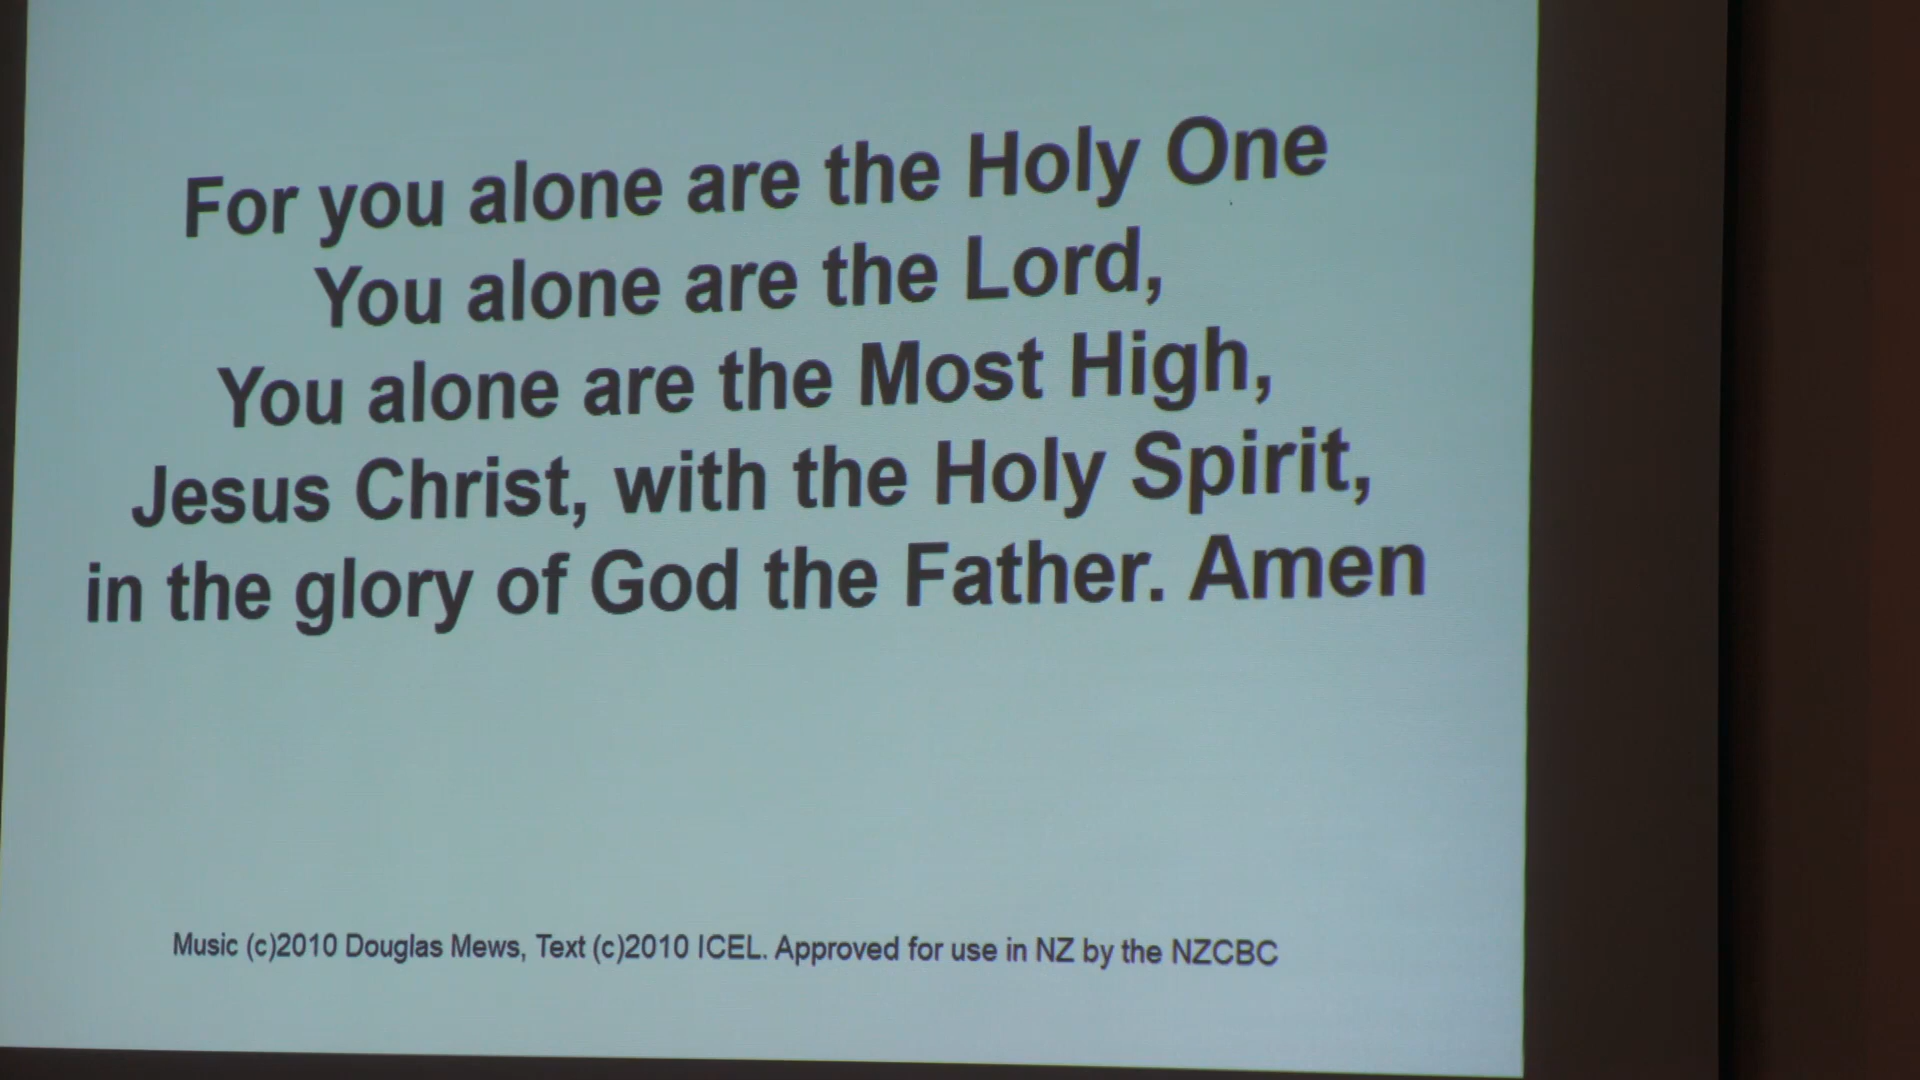 For you alone are the Holy One
You alone are the Lord,
You alone are the Most High,
Jesus Christ, with the Holy Spirit,
in the glory of God the Father. Amen
Music (c)2010 Douglas Mews, Text (c)2010 ICEL. Approved for use in NZ by the NZCBC